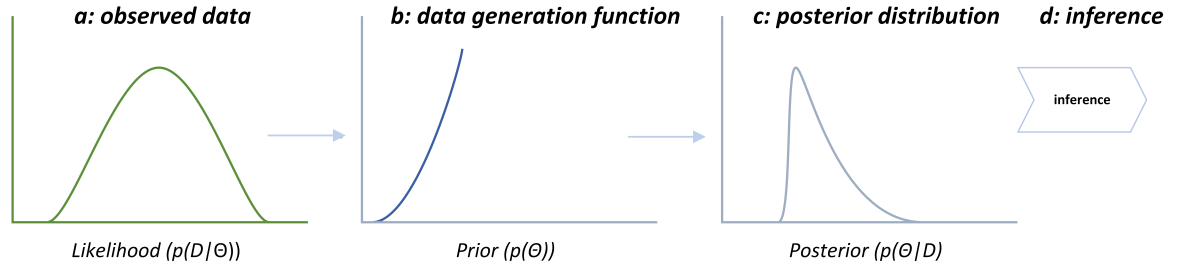 a: observed data
b: data generation function
c: posterior distribution
d: inference
inference
Likelihood (p(D|Θ))
Prior (p(Θ))
Posterior (p(Θ|D)